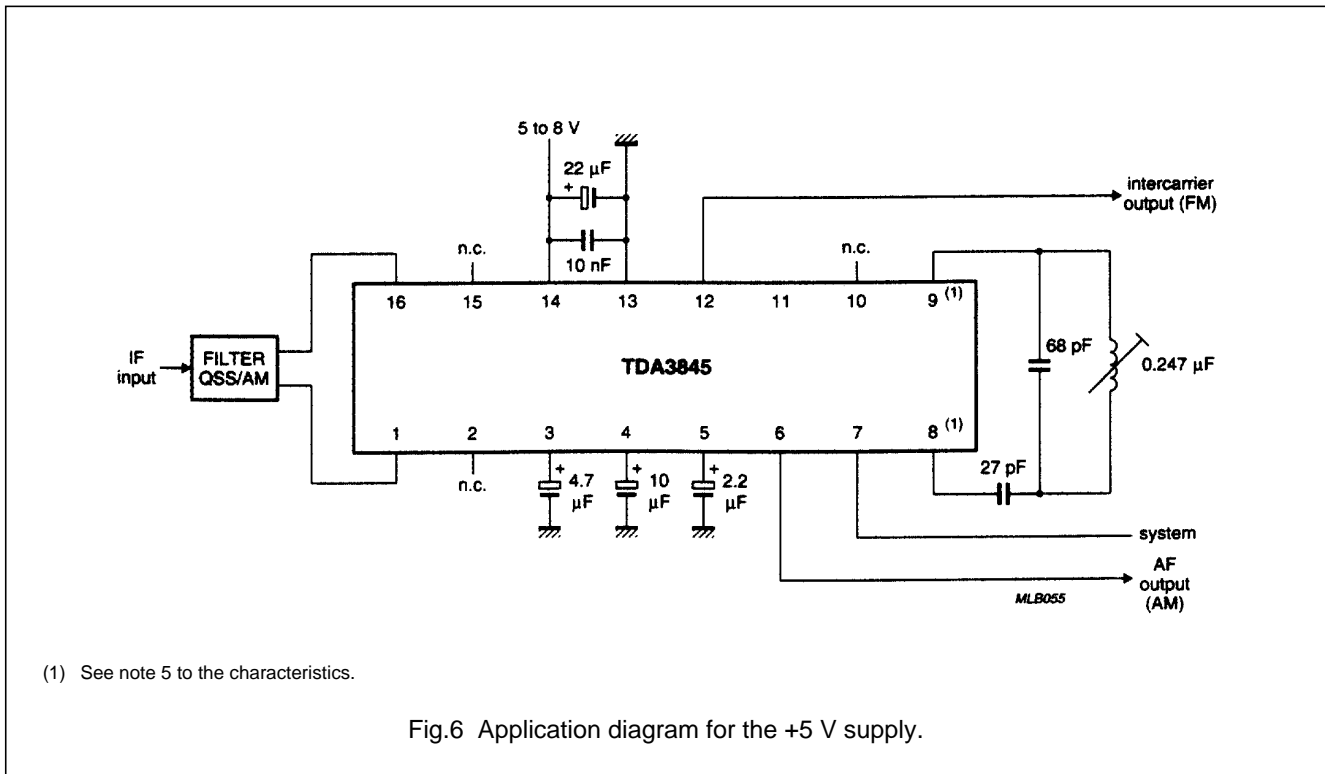 5 to 8 V
22 µF
+
10 nF
intercarrier
output (FM)
n.c.
n.c.
16 15 14 13 12 11 10 9 (1)
IF
input
FILTER
QSS/AM
TDA3845
68 pF
0.247 µF
1 2 3 4 5 6 7 8 (1)
n.c.
+ 4.7 µF
+ 10 µF
+ 2.2 µF
27 pF
system
AF
output
(AM)
MLB055
(1) See note 5 to the characteristics.
Fig.6 Application diagram for the +5 V supply.